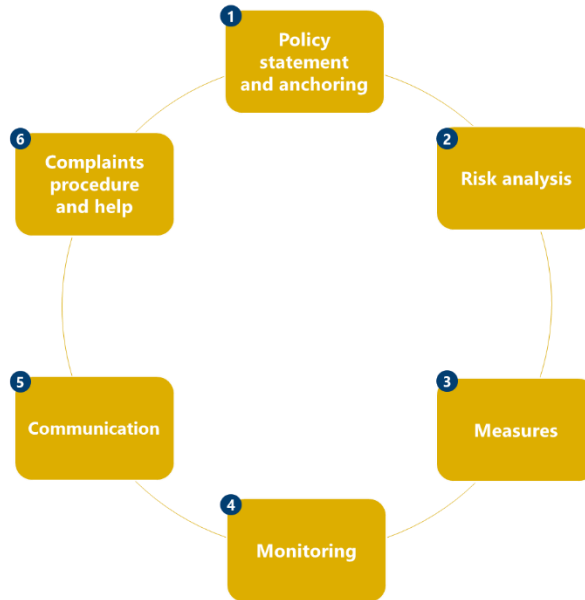 1
Policy
statement
and anchoring
2
Risk analysis
3
Measures
4
Monitoring
5
Communication
6
Complaints
procedure
and help